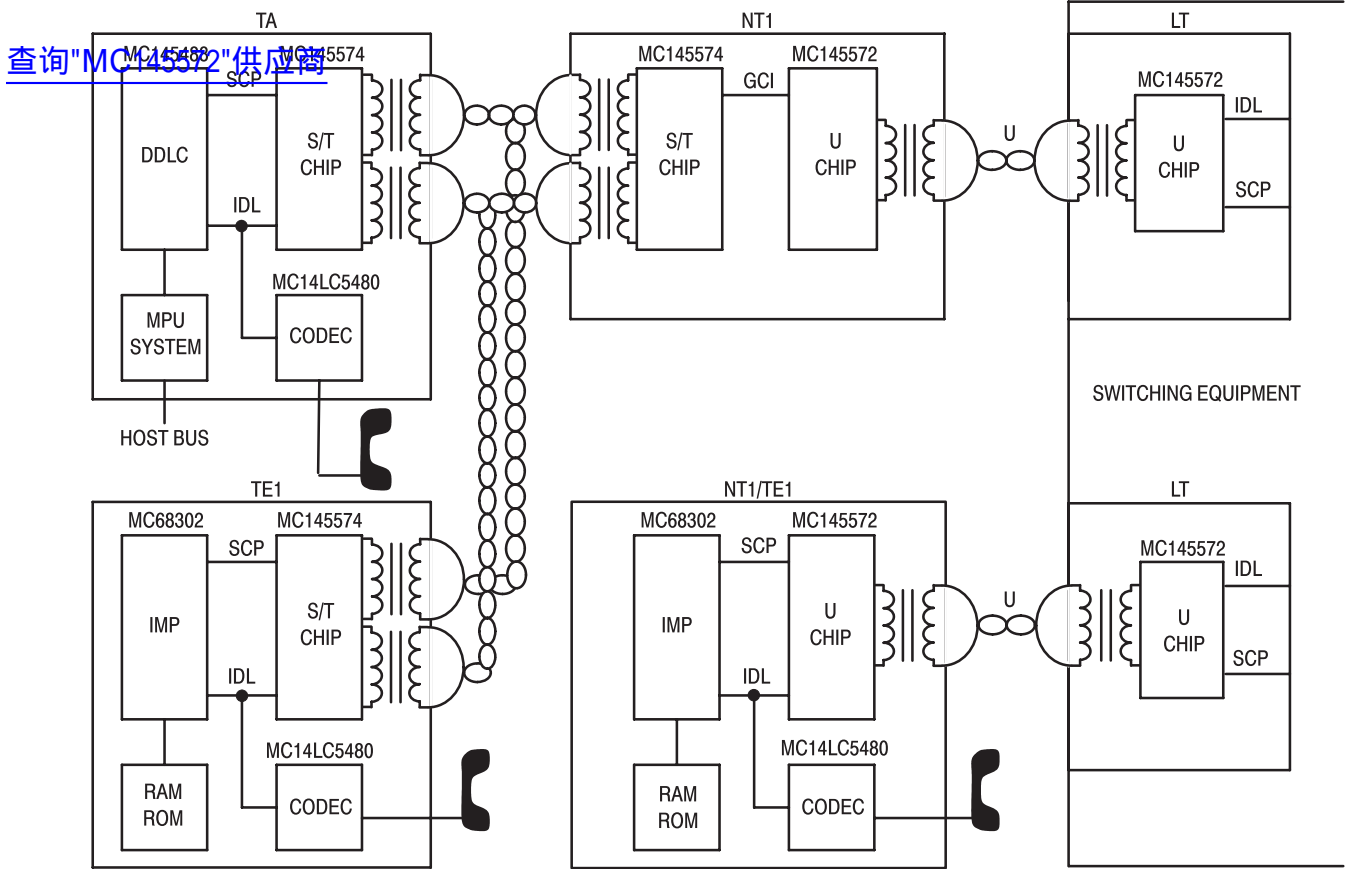 TA
NT1
LT
查询"MC145572"供应商
MC145488
MC145574
MC145574
MC145572
MC145572
SCP
GCI
IDL
DDLC
S/T
CHIP
S/T
CHIP
U
CHIP
U
U
CHIP
SCP
IDL
MC14LC5480
MPU
SYSTEM
CODEC
HOST BUS
SWITCHING EQUIPMENT
TE1
NT1/TE1
LT
MC68302
MC145574
MC68302
MC145572
MC145572
SCP
SCP
IDL
IMP
S/T
CHIP
IMP
U
CHIP
U
U
CHIP
SCP
IDL
IDL
MC14LC5480
MC14LC5480
RAM
ROM
CODEC
RAM
ROM
CODEC